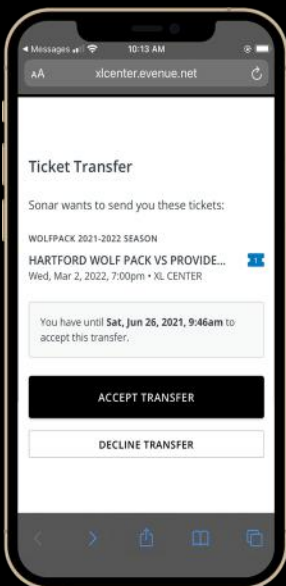 Messages 10:13 AM
AA xlcenter.evenue.net
Ticket Transfer
Sonar wants to send you these tickets:
WOLFPACK 2021-2022 SEASON
HARTFORD WOLF PACK VS PROVIDE... 1
Wed, Mar 2, 2022, 7:00pm • XL CENTER
You have until Sat, Jun 26, 2021, 9:46am to
accept this transfer.
ACCEPT TRANSFER
DECLINE TRANSFER